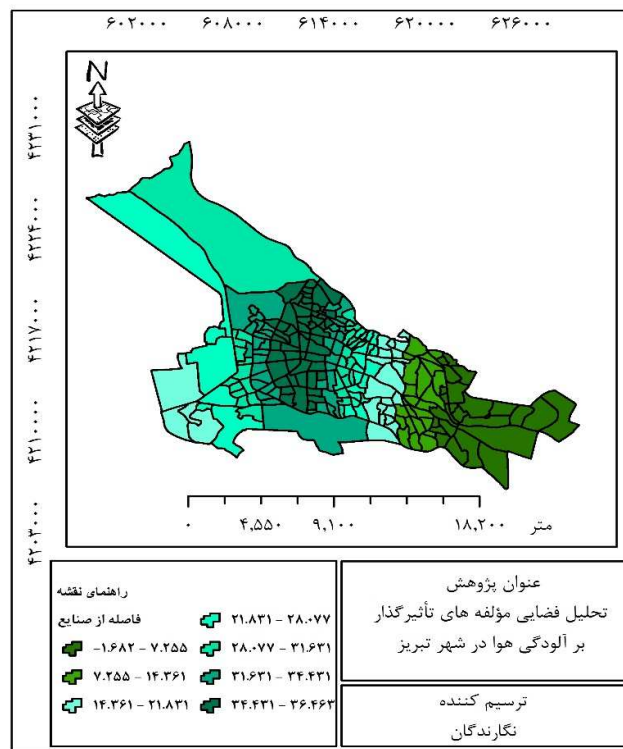 ۶۰۲۰۰۰ ۶۰۸۰۰۰ ۶۱۴۰۰۰ ۶۲۰۰۰۰ ۶۲۶۰۰۰
N
۴۲۳۱۰۰۰
۴۲۲۴۰۰۰
۴۲۱۷۰۰۰
۴۲۱۰۰۰۰
۴۲۰۳۰۰۰
۰ ۴,۵۵۰ ۹,۱۰۰ ۱۸,۲۰۰ متر
راهنمای نقشه
فاصله از صنایع
-۱.۶۸۲ - ۷.۲۵۵
۷.۲۵۵ - ۱۴.۳۶۱
۱۴.۳۶۱ - ۲۱.۸۳۱
۲۱.۸۳۱ - ۲۸.۰۷۷
۲۸.۰۷۷ - ۳۱.۶۳۱
۳۱.۶۳۱ - ۳۴.۴۳۱
۳۴.۴۳۱ - ۳۶.۴۶۳
عنوان پژوهش
تحلیل فضایی مؤلفه های تأثیرگذار
بر آلودگی هوا در شهر تبریز
ترسیم کننده
نگارندگان